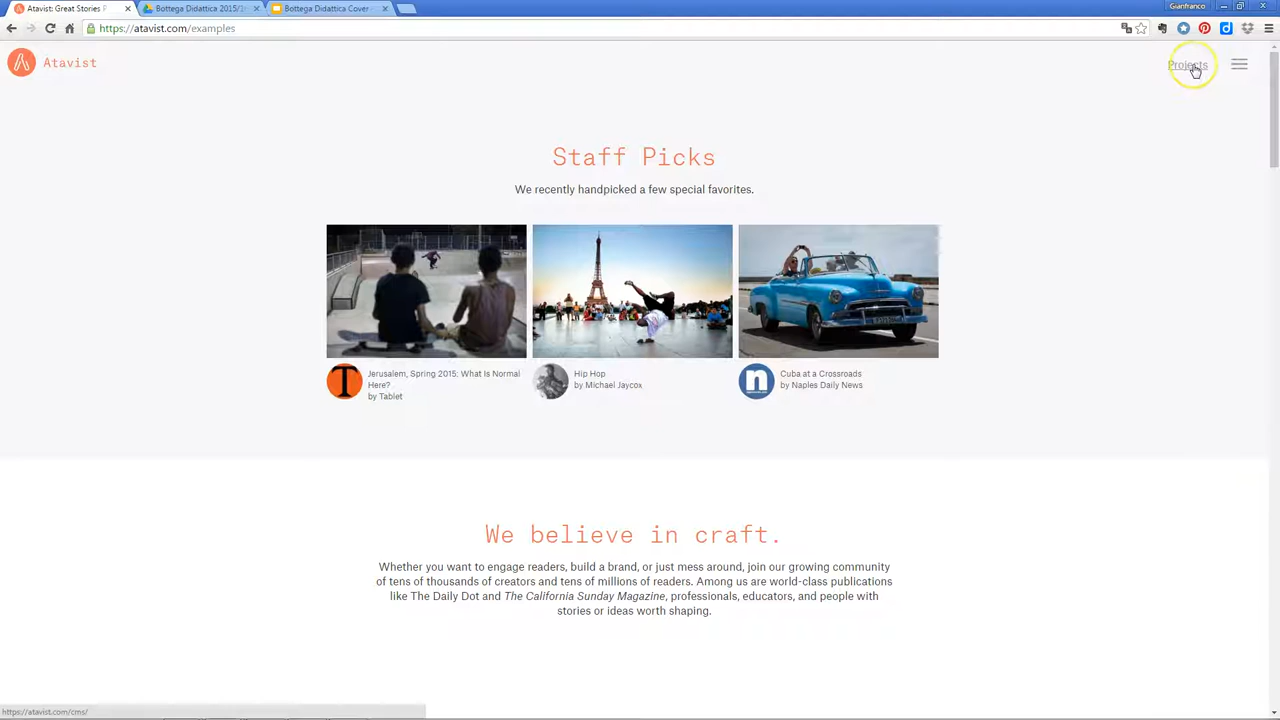 Atavist: Great Stories F
Bottega Didattica 2015/
Bottega Didattica Cover
Gianfranco
https://atavist.com/examples
Atavist
Projects
Staff Picks
We recently handpicked a few special favorites.
Jerusalem, Spring 2015: What Is Normal
Here?
by Tablet
Hip Hop
by Michael Jaycox
Cuba at a Crossroads
by Naples Daily News
We believe in craft.
Whether you want to engage readers, build a brand, or just mess around, join our growing community
of tens of thousands of creators and tens of millions of readers. Among us are world-class publications
like The Daily Dot and The California Sunday Magazine, professionals, educators, and people with
stories or ideas worth shaping.
https://atavist.com/cms/